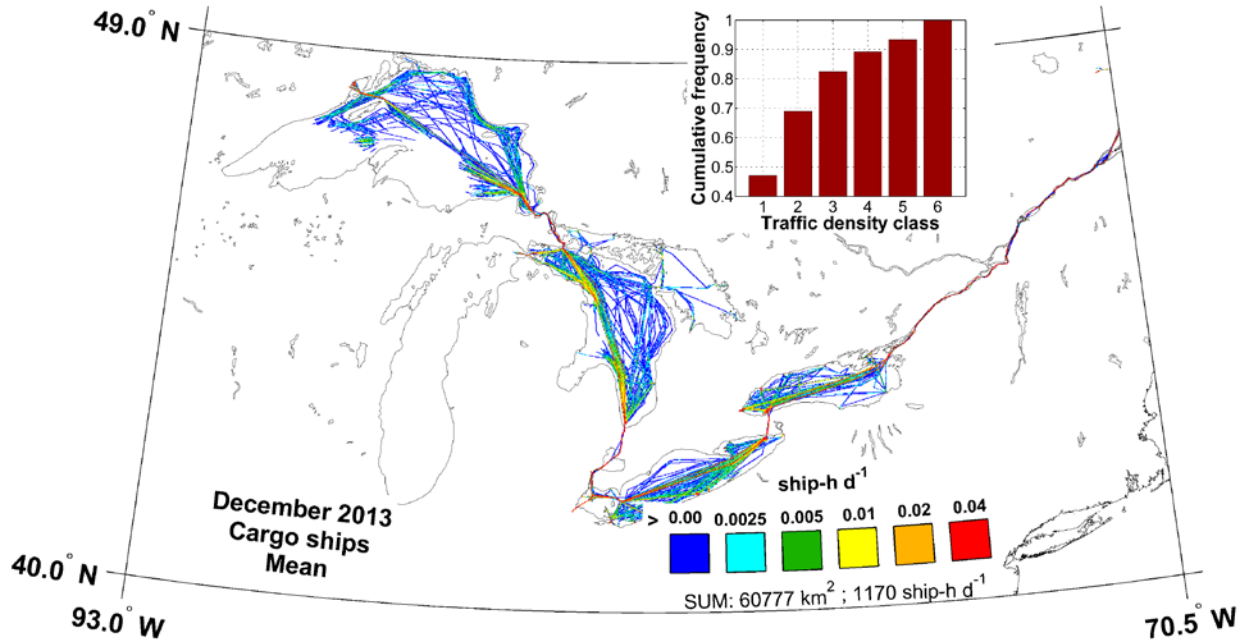 49.0° N
Cumulative frequency
1
0.9
0.8
0.7
0.6
0.5
0.4
1 2 3 4 5 6
Traffic density class
December 2013
Cargo ships
Mean
ship-h d⁻¹
> 0.00 0.0025 0.005 0.01 0.02 0.04
SUM: 60777 km² ; 1170 ship-h d⁻¹
40.0° N
93.0° W
70.5° W